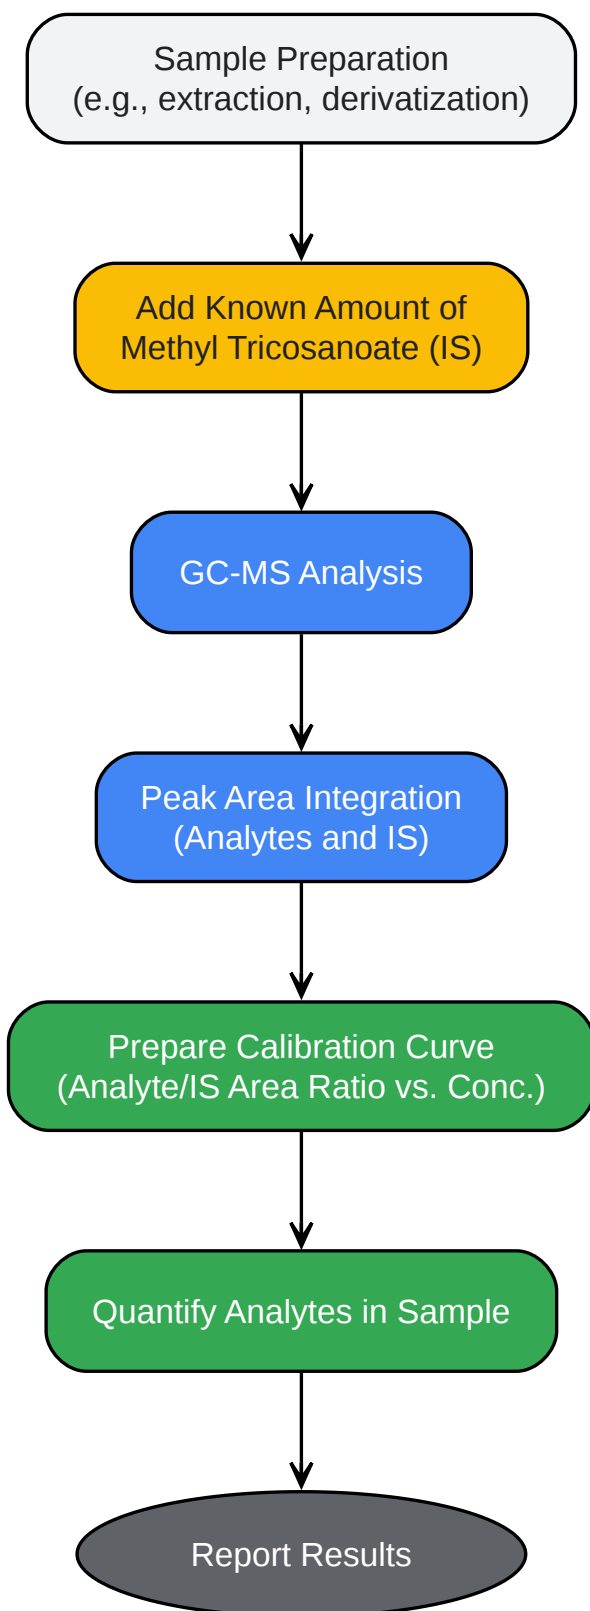 Sample Preparation
(e.g., extraction, derivatization)
Add Known Amount of
Methyl Tricosanoate (IS)
GC-MS Analysis
Peak Area Integration
(Analytes and IS)
Prepare Calibration Curve
(Analyte/IS Area Ratio vs. Conc.)
Quantify Analytes in Sample
Report Results